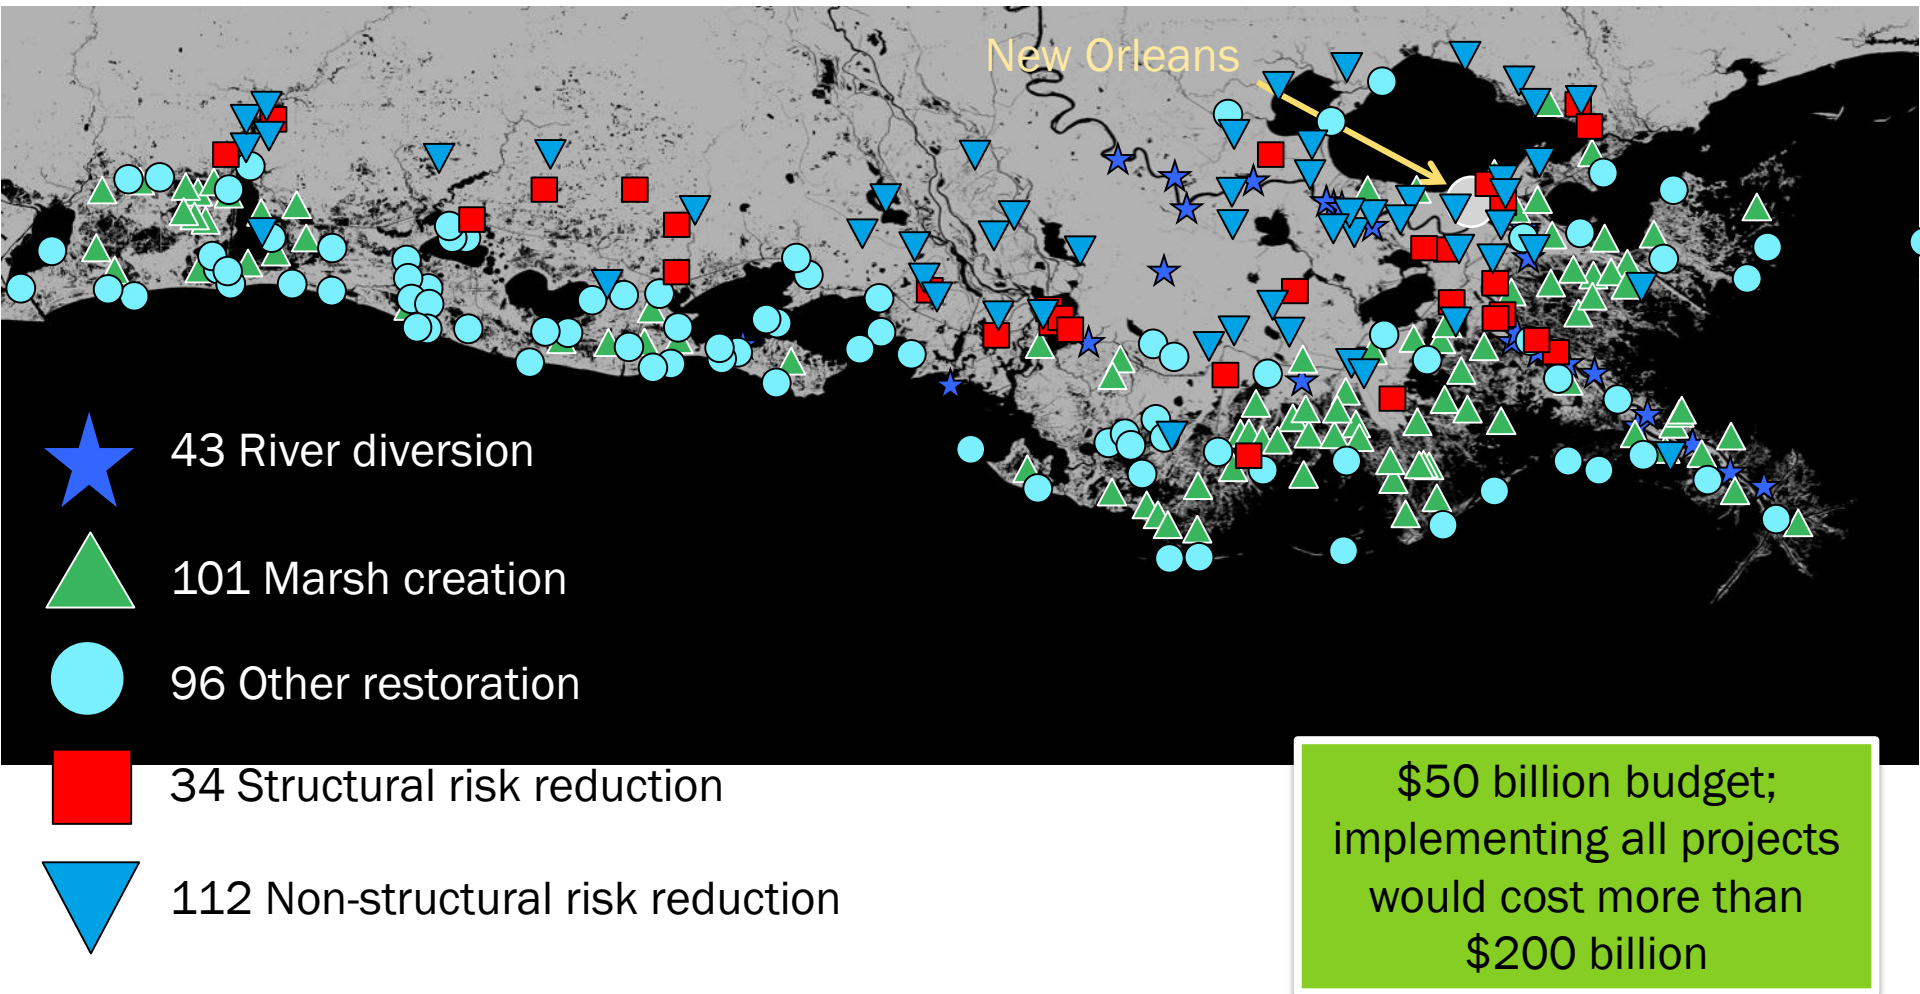 New Orleans
43 River diversion
101 Marsh creation
96 Other restoration
34 Structural risk reduction
112 Non-structural risk reduction
$50 billion budget;
implementing all projects
would cost more than
$200 billion